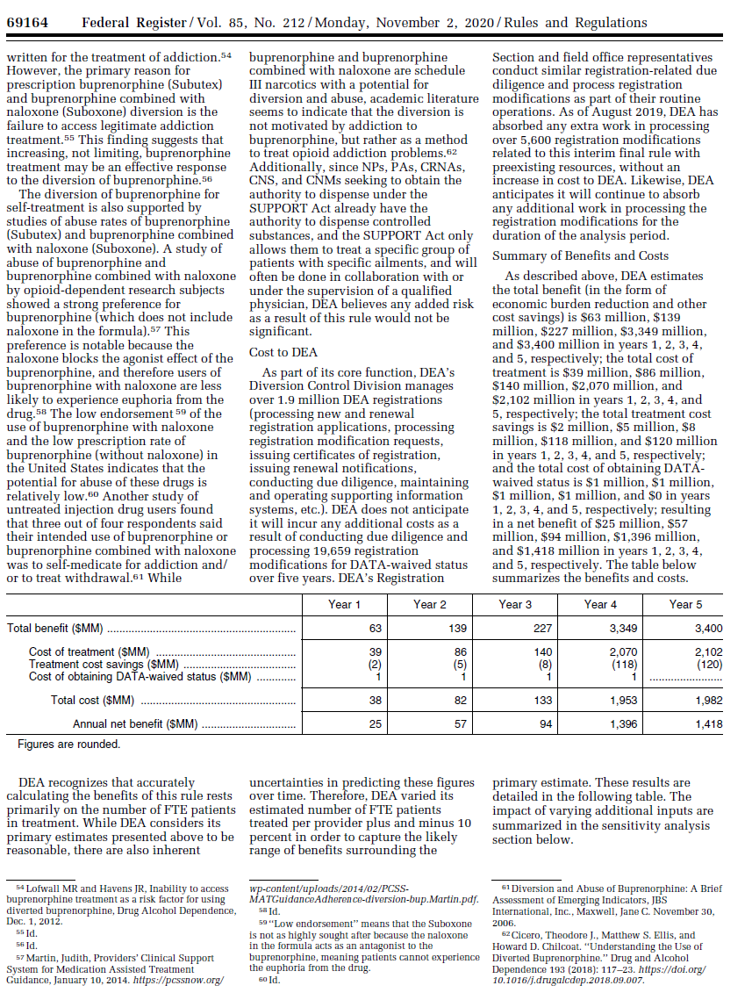 69164 Federal Register / Vol. 85, No. 212 / Monday, November 2, 2020 / Rules and Regulations
written for the treatment of addiction.54
However, the primary reason for
prescription buprenorphine (Subutex)
and buprenorphine combined with
naloxone (Suboxone) diversion is the
failure to access legitimate addiction
treatment.55 This finding suggests that
increasing, not limiting, buprenorphine
treatment may be an effective response
to the diversion of buprenorphine.56
The diversion of buprenorphine for
self-treatment is also supported by
studies of abuse rates of buprenorphine
(Subutex) and buprenorphine combined
with naloxone (Suboxone). A study of
abuse of buprenorphine and
buprenorphine combined with naloxone
by opioid-dependent research subjects
showed a strong preference for
buprenorphine (which does not include
naloxone in the formula).57 This
preference is notable because the
naloxone blocks the agonist effect of the
buprenorphine, and therefore users of
buprenorphine with naloxone are less
likely to experience euphoria from the
drug.58 The low endorsement 59 of the
use of buprenorphine with naloxone
and the low prescription rate of
buprenorphine (without naloxone) in
the United States indicates that the
potential for abuse of these drugs is
relatively low.60 Another study of
untreated injection drug users found
that three out of four respondents said
their intended use of buprenorphine or
buprenorphine combined with naloxone
was to self-medicate for addiction and/
or to treat withdrawal.61 While
buprenorphine and buprenorphine
combined with naloxone are schedule
III narcotics with a potential for
diversion and abuse, academic literature
seems to indicate that the diversion is
not motivated by addiction to
buprenorphine, but rather as a method
to treat opioid addiction problems.62
Additionally, since NPs, PAs, CRNAs,
CNS, and CNMs seeking to obtain the
authority to dispense under the
SUPPORT Act already have the
authority to dispense controlled
substances, and the SUPPORT Act only
allows them to treat a specific group of
patients with specific ailments, and will
often be done in collaboration with or
under the supervision of a qualified
physician, DEA believes any added risk
as a result of this rule would not be
significant.
Cost to DEA
As part of its core function, DEA's
Diversion Control Division manages
over 1.9 million DEA registrations
(processing new and renewal
registration applications, processing
registration modification requests,
issuing certificates of registration,
issuing renewal notifications,
conducting due diligence, maintaining
and operating supporting information
systems, etc.). DEA does not anticipate
it will incur any additional costs as a
result of conducting due diligence and
processing 19,659 registration
modifications for DATA-waived status
over five years. DEA's Registration
Section and field office representatives
conduct similar registration-related due
diligence and process registration
modifications as part of their routine
operations. As of August 2019, DEA has
absorbed any extra work in processing
over 5,600 registration modifications
related to this interim final rule with
preexisting resources, without an
increase in cost to DEA. Likewise, DEA
anticipates it will continue to absorb
any additional work in processing the
registration modifications for the
duration of the analysis period.
Summary of Benefits and Costs
As described above, DEA estimates
the total benefit (in the form of
economic burden reduction and other
cost savings) is $63 million, $139
million, $227 million, $3,349 million,
and $3,400 million in years 1, 2, 3, 4,
and 5, respectively; the total cost of
treatment is $39 million, $86 million,
$140 million, $2,070 million, and
$2,102 million in years 1, 2, 3, 4, and
5, respectively; the total treatment cost
savings is $2 million, $5 million, $8
million, $118 million, and $120 million
in years 1, 2, 3, 4, and 5, respectively;
and the total cost of obtaining DATA-
waived status is $1 million, $1 million,
$1 million, $1 million, and $0 in years
1, 2, 3, 4, and 5, respectively; resulting
in a net benefit of $25 million, $57
million, $94 million, $1,396 million,
and $1,418 million in years 1, 2, 3, 4,
and 5, respectively. The table below
summarizes the benefits and costs.
Year 1 Year 2 Year 3 Year 4 Year 5
Total benefit ($MM) 63 139 227 3,349 3,400
Cost of treatment ($MM) 39 86 140 2,070 2,102
Treatment cost savings ($MM) (2) (5) (8) (118) (120)
Cost of obtaining DATA-waived status ($MM) 1 1 1 1
Total cost ($MM) 38 82 133 1,953 1,982
Annual net benefit ($MM) 25 57 94 1,396 1,418
Figures are rounded.
DEA recognizes that accurately
calculating the benefits of this rule rests
primarily on the number of FTE patients
in treatment. While DEA considers its
primary estimates presented above to be
reasonable, there are also inherent
uncertainties in predicting these figures
over time. Therefore, DEA varied its
estimated number of FTE patients
treated per provider plus and minus 10
percent in order to capture the likely
range of benefits surrounding the
primary estimate. These results are
detailed in the following table. The
impact of varying additional inputs are
summarized in the sensitivity analysis
section below.
54 Lofwall MR and Havens JR, Inability to access
buprenorphine treatment as a risk factor for using
diverted buprenorphine, Drug Alcohol Dependence,
Dec. 1, 2012.
55 Id.
56 Id.
57 Martin, Judith, Providers' Clinical Support
System for Medication Assisted Treatment
Guidance, January 10, 2014. https://pcssnow.org/
wp-content/uploads/2014/02/PCSS-
MATGuidanceAdherence-diversion-bup.Martin.pdf.
58 Id.
59 "Low endorsement" means that the Suboxone
is not as highly sought after because the naloxone
in the formula acts as an antagonist to the
buprenorphine, meaning patients cannot experience
the euphoria from the drug.
60 Id.
61 Diversion and Abuse of Buprenorphine: A Brief
Assessment of Emerging Indicators, JBS
International, Inc., Maxwell, Jane C. November 30,
2006.
62 Cicero, Theodore J., Matthew S. Ellis, and
Howard D. Chilcoat. "Understanding the Use of
Diverted Buprenorphine." Drug and Alcohol
Dependence 193 (2018): 117–23. https://doi.org/
10.1016/j.drugalcdep.2018.09.007.